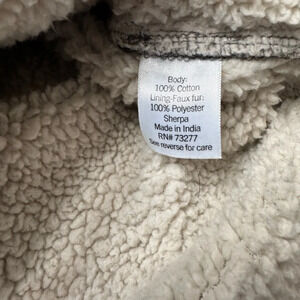 Body:
100% Cotton
Lining-Faux fur:
100% Polyester
Sherpa
Made in India
RN# 73277
See reverse for care